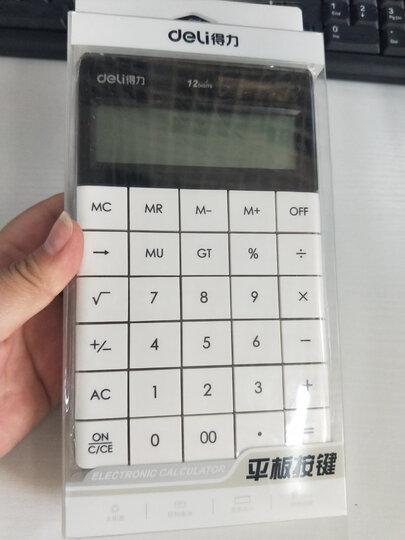 deli得力
deli得力
12
MC MR M− M+ OFF
→ MU GT % ÷
√ 7 8 9 ×
+/− 4 5 6 −
AC 1 2 3 +
ON
C/CE 0 00 . =
ELECTRONIC CALCULATOR
平板按键